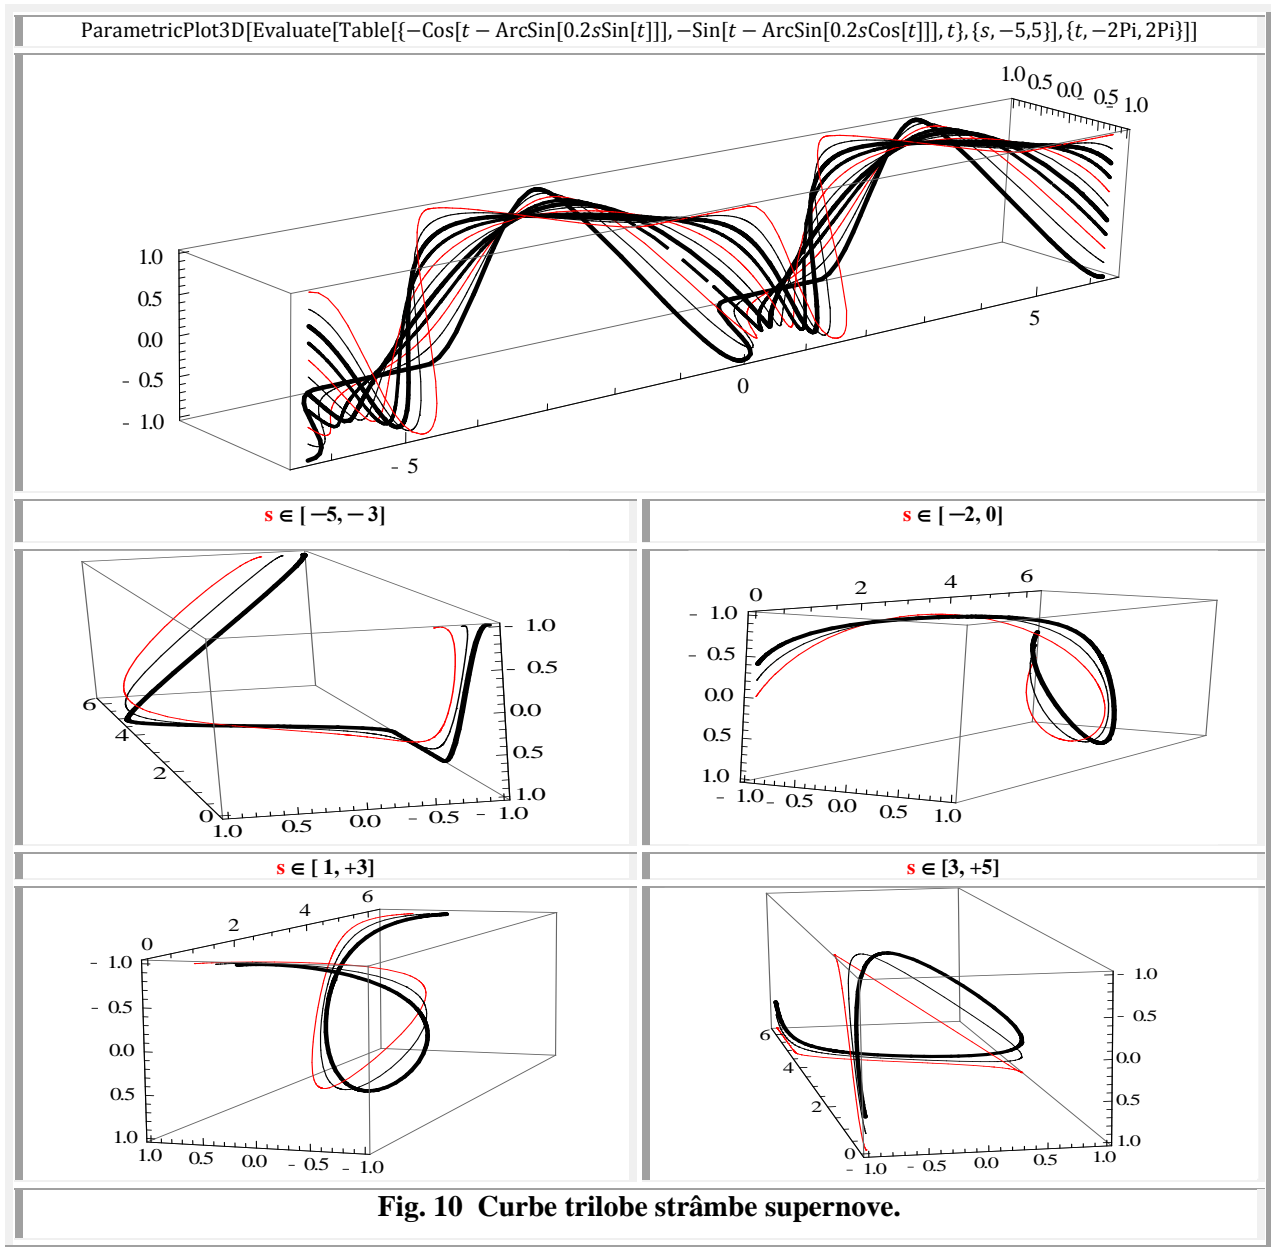 ParametricPlot3D[Evaluate[Table[{−Cos[t − ArcSin[0.2sSin[t]]], −Sin[t − ArcSin[0.2sCos[t]]], t}, {s, −5,5}], {t, −2Pi, 2Pi}]]
1.0 0.5 0.0 - 0.5 1.0
1.0
0.5
0.0
- 0.5
- 1.0
- 5
0
5
s ∈ [ −5, − 3]
s ∈ [ −2, 0]
6
4
2
0
1.0 0.5 0.0 - 0.5 - 1.0
- 1.0
- 0.5
0.0
0.5
1.0
0 2 4 6
- 1.0
- 0.5
0.0
0.5
1.0
- 1.0 - 0.5 0.0 0.5 1.0
s ∈ [ 1, +3]
s ∈ [3, +5]
0 2 4 6
- 1.0
- 0.5
0.0
0.5
1.0
1.0 0.5 0.0 - 0.5 - 1.0
6
4
2
0
- 1.0 - 0.5 0.0 0.5 1.0
- 1.0
- 0.5
0.0
0.5
1.0
Fig. 10 Curbe trilobe strâmbe supernove.